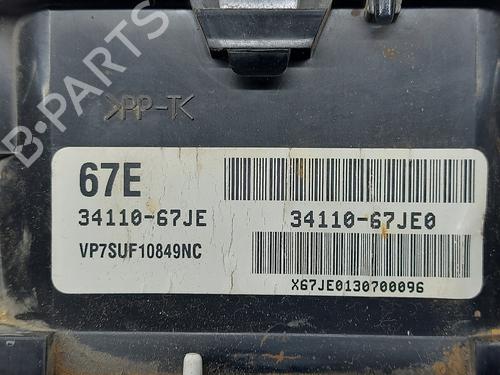 B-PARTS
>PP-T<
67E
34110-67JE
34110-67JE0
VP7SUF10849NC
X67JE0130700096